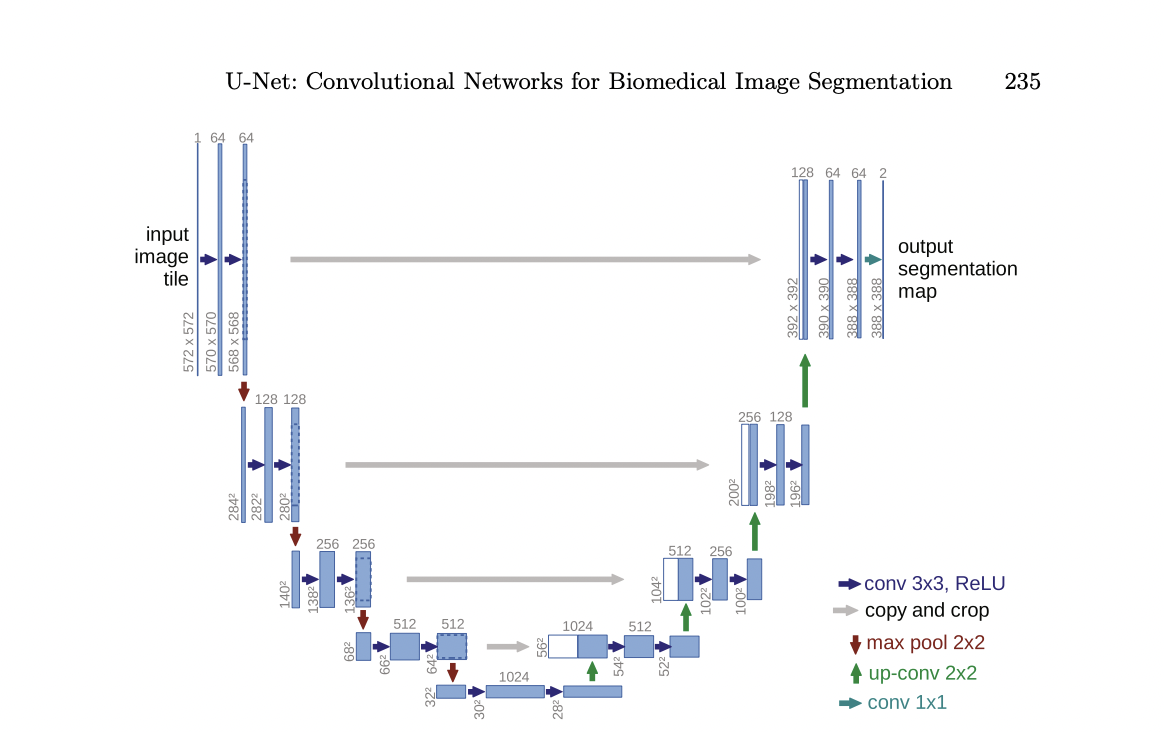 U-Net: Convolutional Networks for Biomedical Image Segmentation 235
1 64 64
128 64 64 2
input
image
tile
output
segmentation
map
572 x 572
570 x 570
568 x 568
392 x 392
390 x 390
388 x 388
388 x 388
128 128
256 128
284²
282²
280²
200²
198²
196²
256 256
512 256
140²
138²
136²
104²
102²
100²
512 512
1024 512
68²
66²
64²
56²
54²
52²
1024
32²
30²
28²
conv 3x3, ReLU
copy and crop
max pool 2x2
up-conv 2x2
conv 1x1